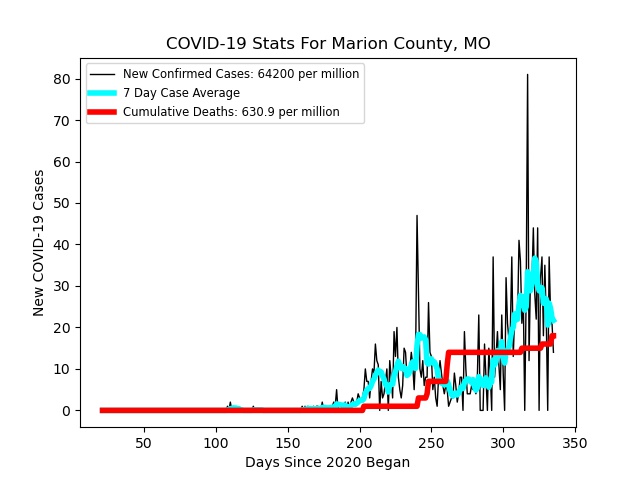 COVID-19 Stats For Marion County, MO
New Confirmed Cases: 64200 per million
7 Day Case Average
Cumulative Deaths: 630.9 per million
New COVID-19 Cases
80
70
60
50
40
30
20
10
0
50 100 150 200 250 300 350
Days Since 2020 Began